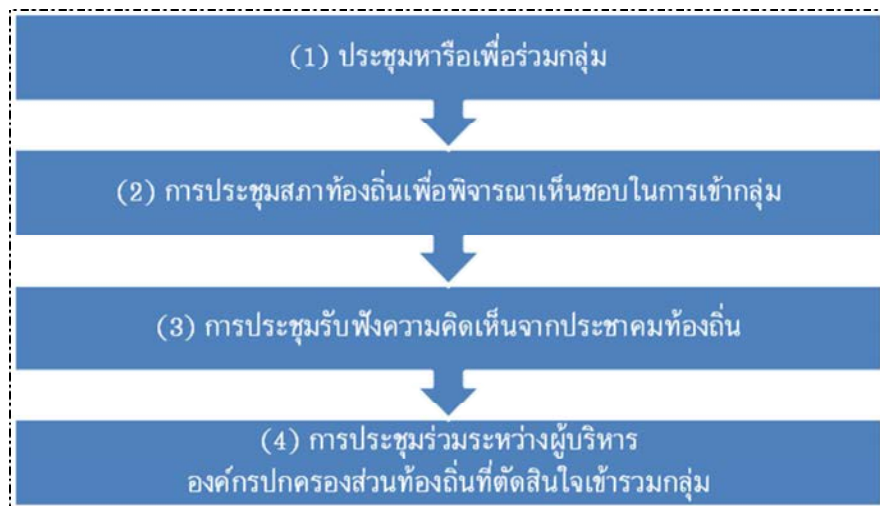 (1) ประชุมหารือเพื่อร่วมกลุ่ม
(2) การประชุมสภาท้องถิ่นเพื่อพิจารณาเห็นชอบในการเข้ากลุ่ม
(3) การประชุมรับฟังความคิดเห็นจากประชาคมท้องถิ่น
(4) การประชุมร่วมระหว่างผู้บริหาร
องค์กรปกครองส่วนท้องถิ่นที่ตัดสินใจเข้ารวมกลุ่ม